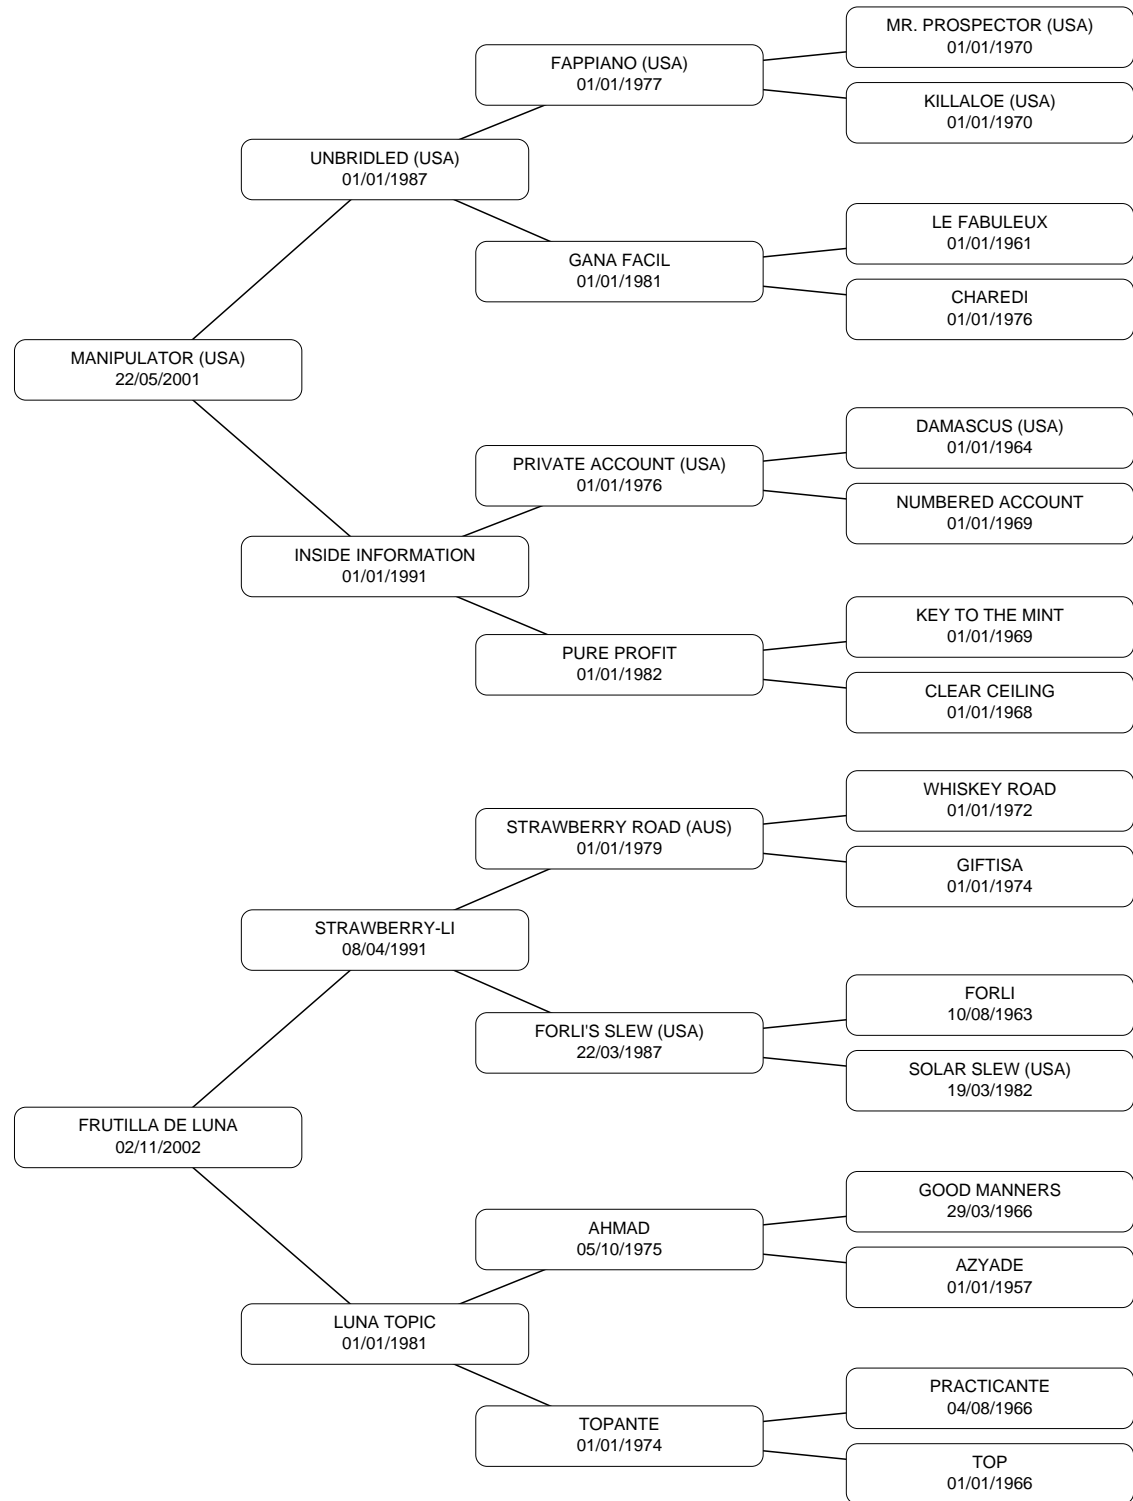 MR. PROSPECTOR (USA)
01/01/1970
FAPPIANO (USA)
01/01/1977
KILLALOE (USA)
01/01/1970
UNBRIDLED (USA)
01/01/1987
LE FABULEUX
01/01/1961
GANA FACIL
01/01/1981
CHAREDI
01/01/1976
MANIPULATOR (USA)
22/05/2001
DAMASCUS (USA)
01/01/1964
PRIVATE ACCOUNT (USA)
01/01/1976
NUMBERED ACCOUNT
01/01/1969
INSIDE INFORMATION
01/01/1991
KEY TO THE MINT
01/01/1969
PURE PROFIT
01/01/1982
CLEAR CEILING
01/01/1968
WHISKEY ROAD
01/01/1972
STRAWBERRY ROAD (AUS)
01/01/1979
GIFTISA
01/01/1974
STRAWBERRY-LI
08/04/1991
FORLI
10/08/1963
FORLI'S SLEW (USA)
22/03/1987
SOLAR SLEW (USA)
19/03/1982
FRUTILLA DE LUNA
02/11/2002
GOOD MANNERS
29/03/1966
AHMAD
05/10/1975
AZYADE
01/01/1957
LUNA TOPIC
01/01/1981
PRACTICANTE
04/08/1966
TOPANTE
01/01/1974
TOP
01/01/1966